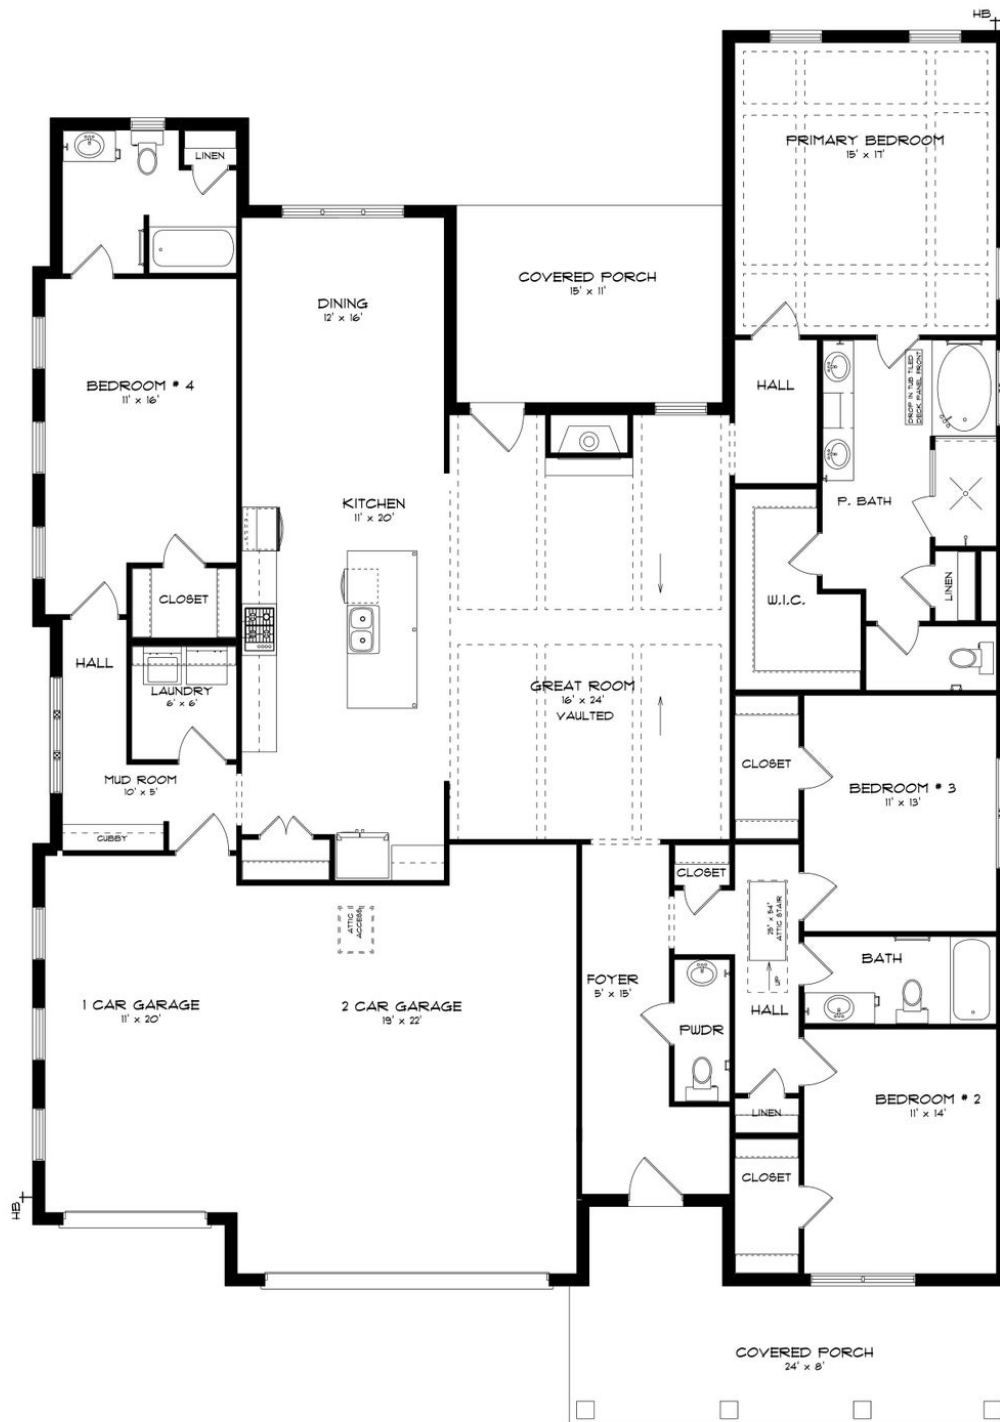 HB
PRIMARY BEDROOM
15' x 17'
LINEN
COVERED PORCH
15' x 11'
DINING
12' x 16'
BEDROOM # 4
11' x 16'
HALL
DROP IN TUB TILED
DECK PANEL FRONT
KITCHEN
11' x 20'
P. BATH
LINEN
CLOSET
W.I.C.
HALL
LAUNDRY
6' x 6'
GREAT ROOM
16' x 24'
VAULTED
MUD ROOM
10' x 5'
CLOSET
BEDROOM # 3
11' x 13'
CUBBY
CLOSET
ATTIC
ACCESS
25" x 54"
ATTIC STAIR
UP
BATH
FOYER
5' x 15'
1 CAR GARAGE
11' x 20'
2 CAR GARAGE
19' x 22'
HALL
PWDR
BEDROOM # 2
11' x 14'
LINEN
CLOSET
HB
COVERED PORCH
24' x 8'